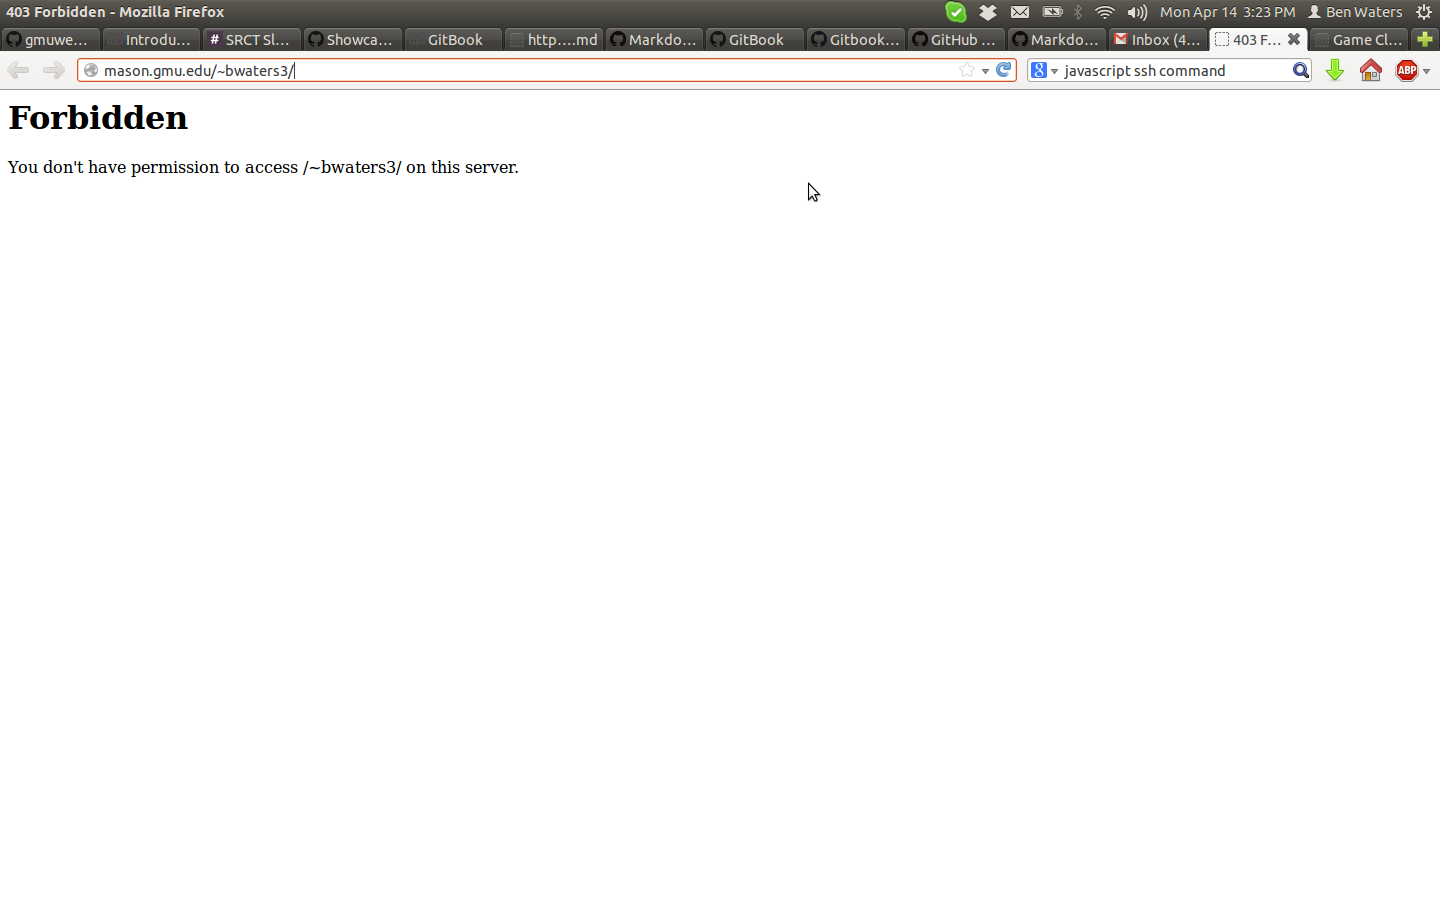 403 Forbidden - Mozilla Firefox
Mon Apr 14 3:23 PM
Ben Waters
gmuwe...
Introdu...
# SRCT Sl...
Showca...
GitBook
http....md
Markdo...
GitBook
Gitbook...
GitHub ...
Markdo...
Inbox (4...
403 F...
Game Cl...
mason.gmu.edu/~bwaters3/
8
javascript ssh command
ABP
Forbidden
You don't have permission to access /~bwaters3/ on this server.